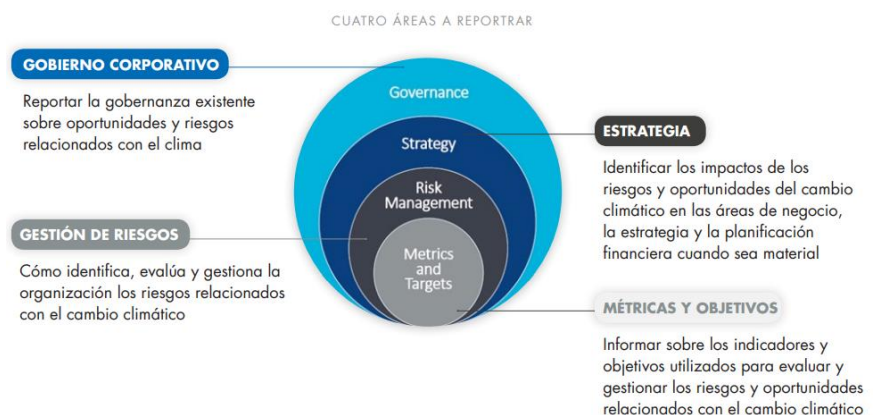 CUATRO ÁREAS A REPORTRAR
GOBIERNO CORPORATIVO
Reportar la gobernanza existente
sobre oportunidades y riesgos
relacionados con el clima
GESTIÓN DE RIESGOS
Cómo identifica, evalúa y gestiona la
organización los riesgos relacionados
con el cambio climático
Governance
Strategy
Risk
Management
Metrics
and
Targets
ESTRATEGIA
Identificar los impactos de los
riesgos y oportunidades del cambio
climático en las áreas de negocio,
la estrategia y la planificación
financiera cuando sea material
MÉTRICAS Y OBJETIVOS
Informar sobre los indicadores y
objetivos utilizados para evaluar y
gestionar los riesgos y oportunidades
relacionados con el cambio climático